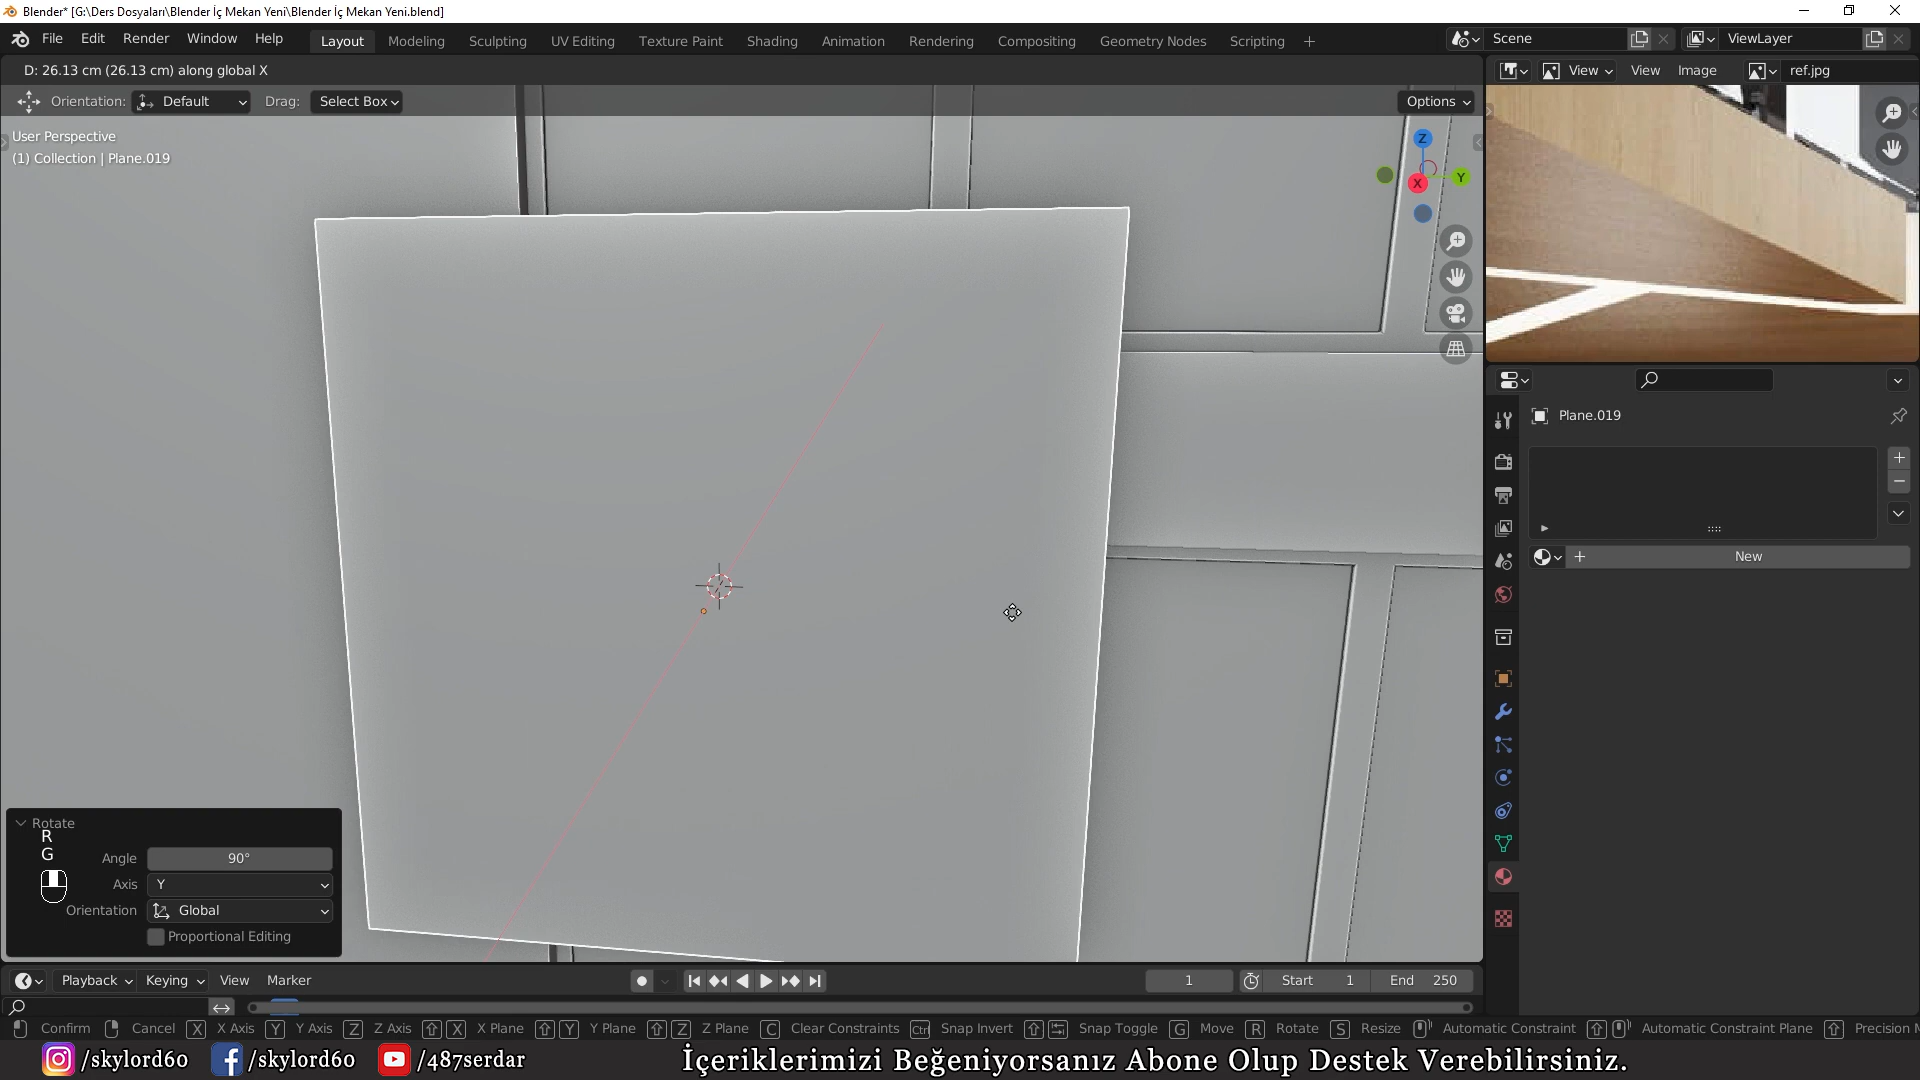 Blender* [G:\Ders Dosyaları\Blender İç Mekan Yeni\Blender İç Mekan Yeni.blend]
File Edit Render Window Help Layout Modeling Sculpting UV Editing Texture Paint Shading Animation Rendering Compositing Geometry Nodes Scripting + Scene ViewLayer
D: 26.13 cm (26.13 cm) along global X
View View Image ref.jpg
Orientation: Default Drag: Select Box Options
User Perspective
(1) Collection | Plane.019
Z
Y
X
Plane.019
New
Rotate
R
G
Angle 90°
Axis Y
Orientation Global
Proportional Editing
Playback Keying View Marker 1 Start 1 End 250
Confirm Cancel X X Axis Y Y Axis Z Z Axis X X Plane Y Y Plane Z Z Plane C Clear Constraints Ctrl Snap Invert Snap Toggle G Move R Rotate S Resize Automatic Constraint Automatic Constraint Plane Precision M
/skylord60 /skylord60 /487serdar İçeriklerimizi Beğeniyorsanız Abone Olup Destek Verebilirsiniz.